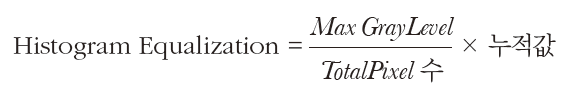 Histogram Equalization = Max GrayLevel / TotalPixel 수 × 누적값